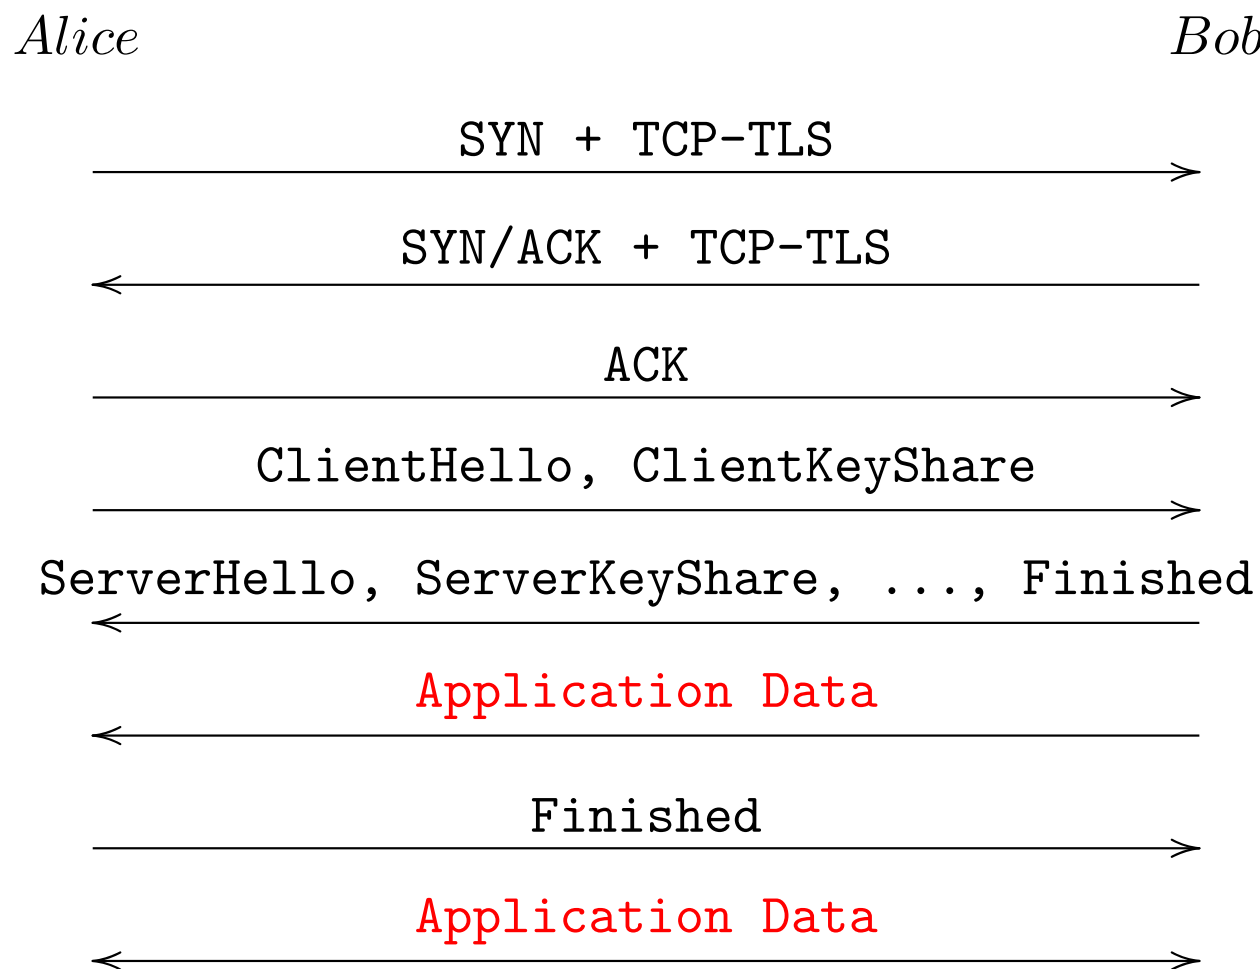 Alice Bob
SYN + TCP-TLS
SYN/ACK + TCP-TLS
ACK
ClientHello, ClientKeyShare
ServerHello, ServerKeyShare, ..., Finished
Application Data
Finished
Application Data